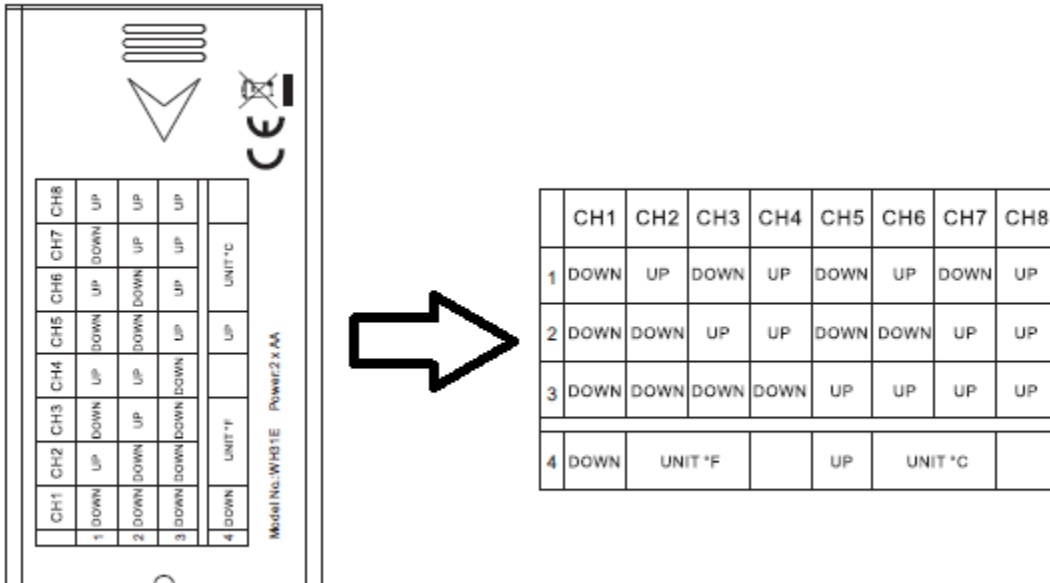 CH8 UP UP UP
CH7 DOWN UP UP UNIT °C
CH6 UP DOWN UP
CH5 DOWN DOWN UP UP
CH4 UP UP DOWN
CH3 DOWN UP DOWN UNIT °F
CH2 UP DOWN DOWN
CH1 DOWN DOWN DOWN DOWN
1 2 3 4
Model No.:WH31E Power:2 x AA
CE
CH1 CH2 CH3 CH4 CH5 CH6 CH7 CH8
1 DOWN UP DOWN UP DOWN UP DOWN UP
2 DOWN DOWN UP UP DOWN DOWN UP UP
3 DOWN DOWN DOWN DOWN UP UP UP UP
4 DOWN UNIT °F UP UNIT °C